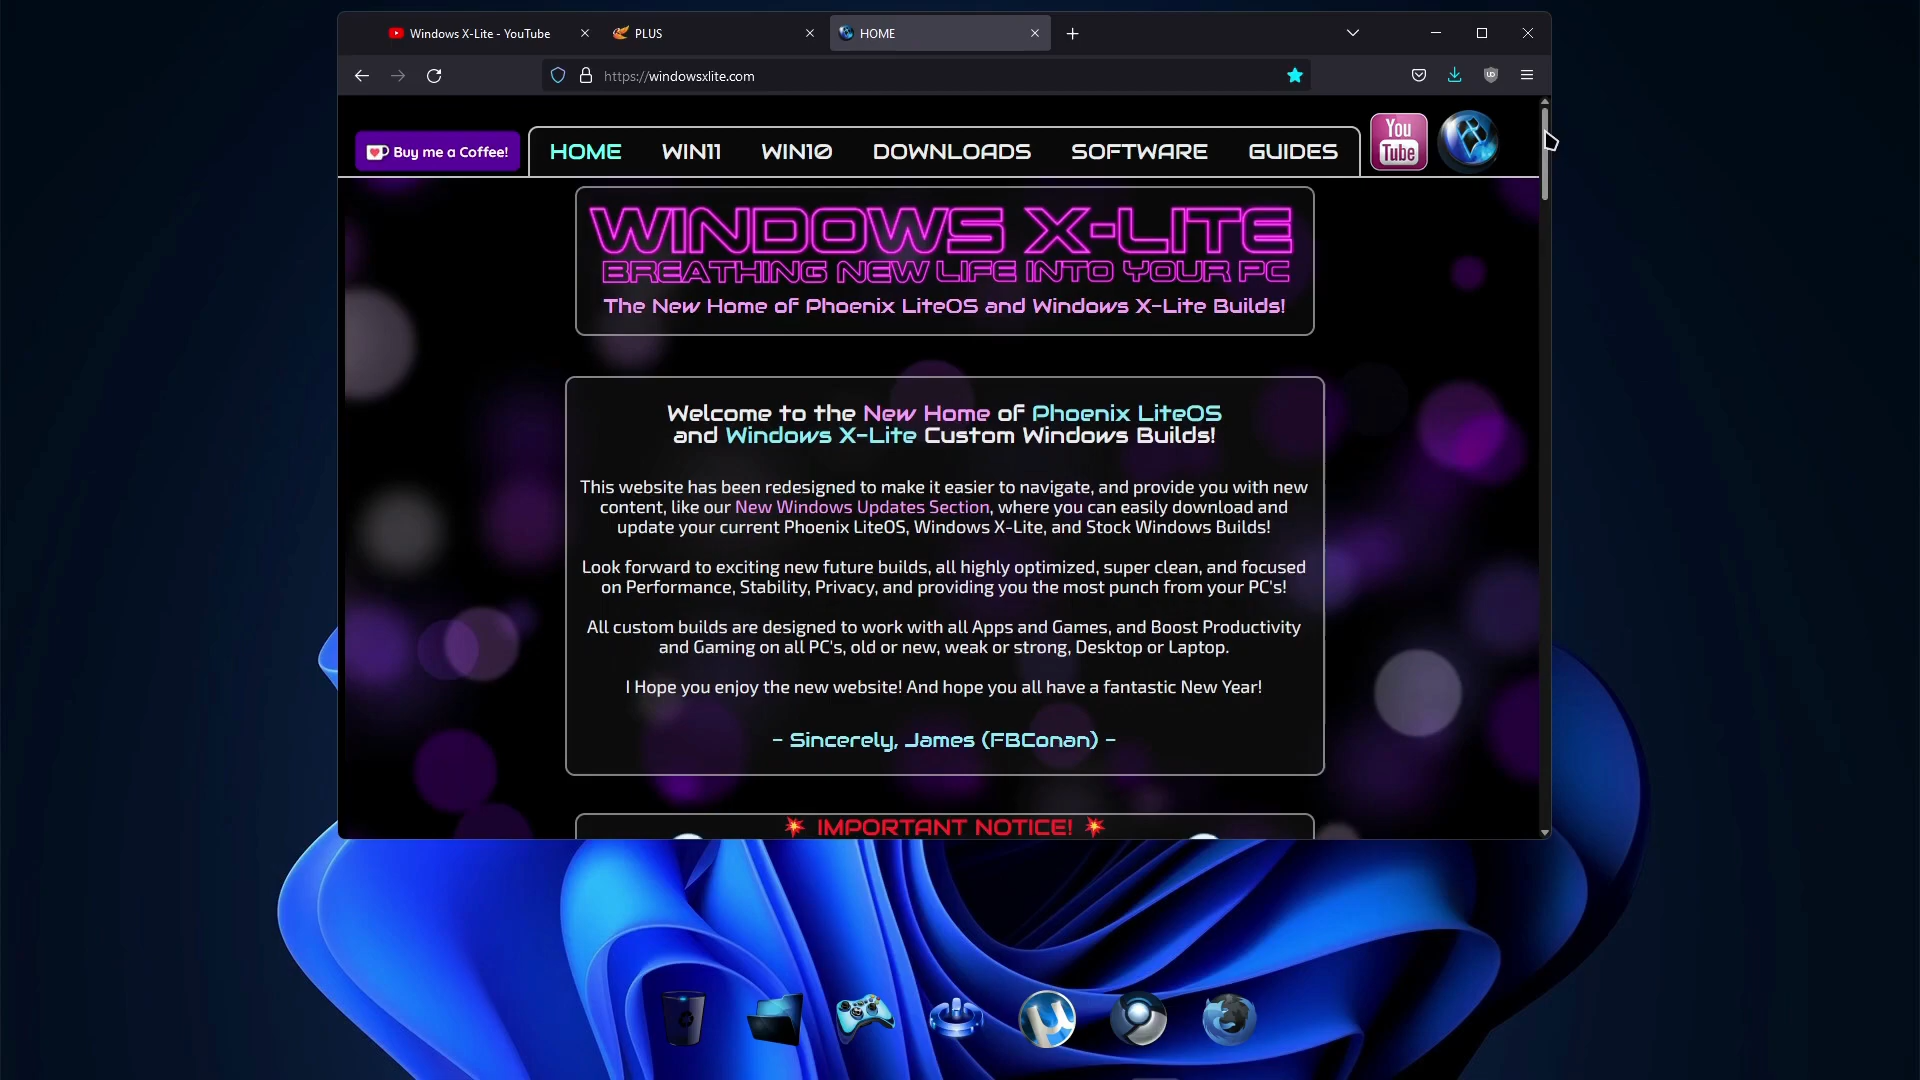 Windows X-Lite - YouTube
PLUS
HOME
https://windowsxlite.com
Buy me a Coffee!
HOME
WIN11
WIN10
DOWNLOADS
SOFTWARE
GUIDES
You
Tube
WINDOWS X-LITE
BREATHING NEW LIFE INTO YOUR PC
The New Home of Phoenix LiteOS and Windows X-Lite Builds!
Welcome to the New Home of Phoenix LiteOS
and Windows X-Lite Custom Windows Builds!
This website has been redesigned to make it easier to navigate, and provide you with new
content, like our New Windows Updates Section, where you can easily download and
update your current Phoenix LiteOS, Windows X-Lite, and Stock Windows Builds!
Look forward to exciting new future builds, all highly optimized, super clean, and focused
on Performance, Stability, Privacy, and providing you the most punch from your PC's!
All custom builds are designed to work with all Apps and Games, and Boost Productivity
and Gaming on all PC's, old or new, weak or strong, Desktop or Laptop.
I Hope you enjoy the new website! And hope you all have a fantastic New Year!
- Sincerely, James (FBConan) -
IMPORTANT NOTICE!